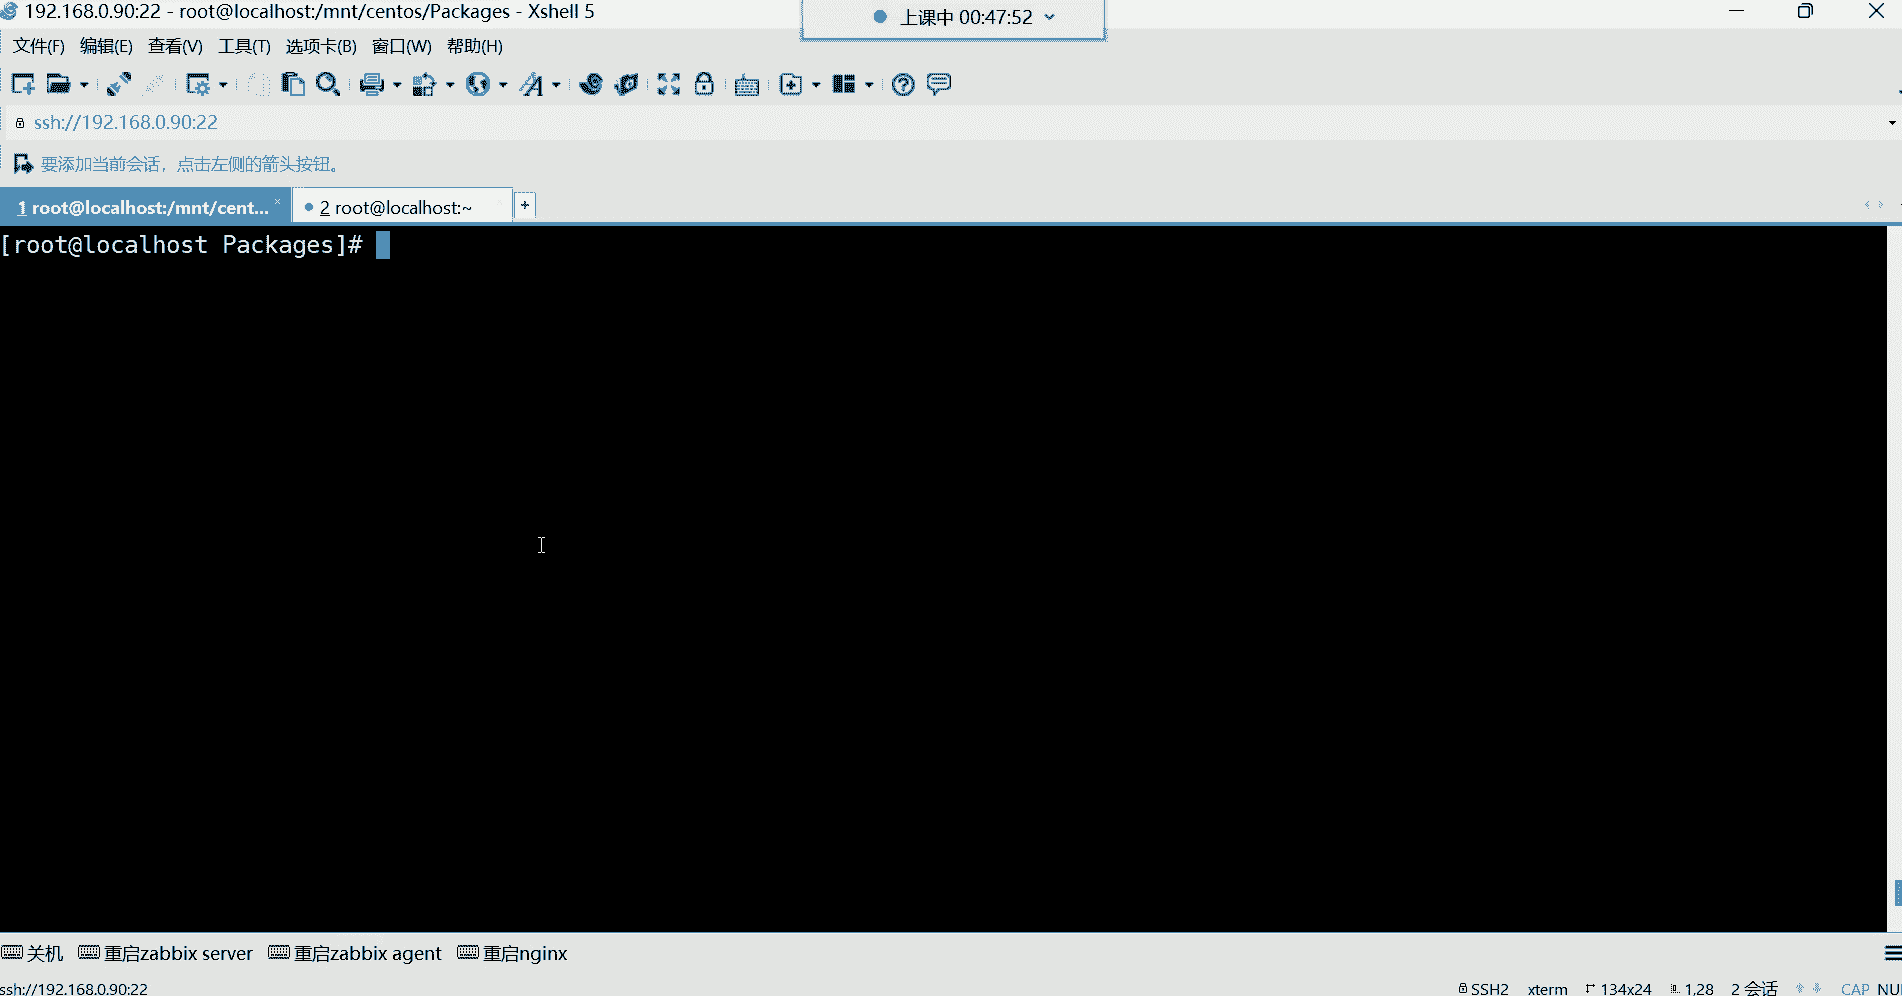 192.168.0.90:22 - root@localhost:/mnt/centos/Packages - Xshell 5
上课中 00:47:52
文件(F) 编辑(E) 查看(V) 工具(T) 选项卡(B) 窗口(W) 帮助(H)
ssh://192.168.0.90:22
要添加当前会话，点击左侧的箭头按钮。
1 root@localhost:/mnt/cent... 2 root@localhost:~
[root@localhost Packages]#
关机 重启zabbix server 重启zabbix agent 重启nginx
ssh://192.168.0.90:22 SSH2 xterm 134x24 1,28 2 会话 CAP NU